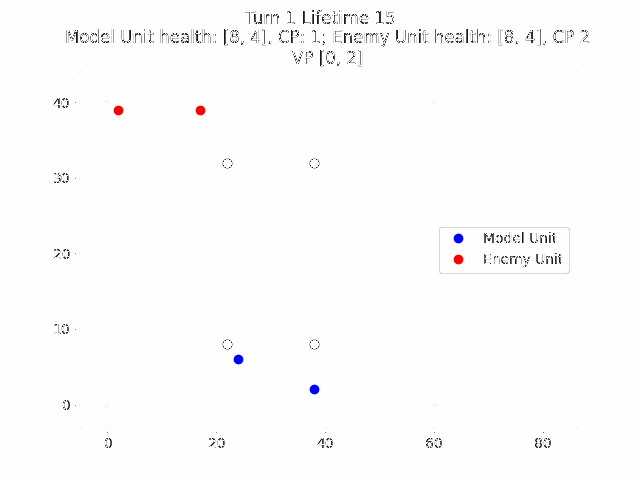 Turn 1 Lifetime 15
Model Unit health: [8, 4], CP: 1; Enemy Unit health: [8, 4], CP 2
VP [0, 2]
40
30
20
10
0
Model Unit
Enemy Unit
0 20 40 60 80